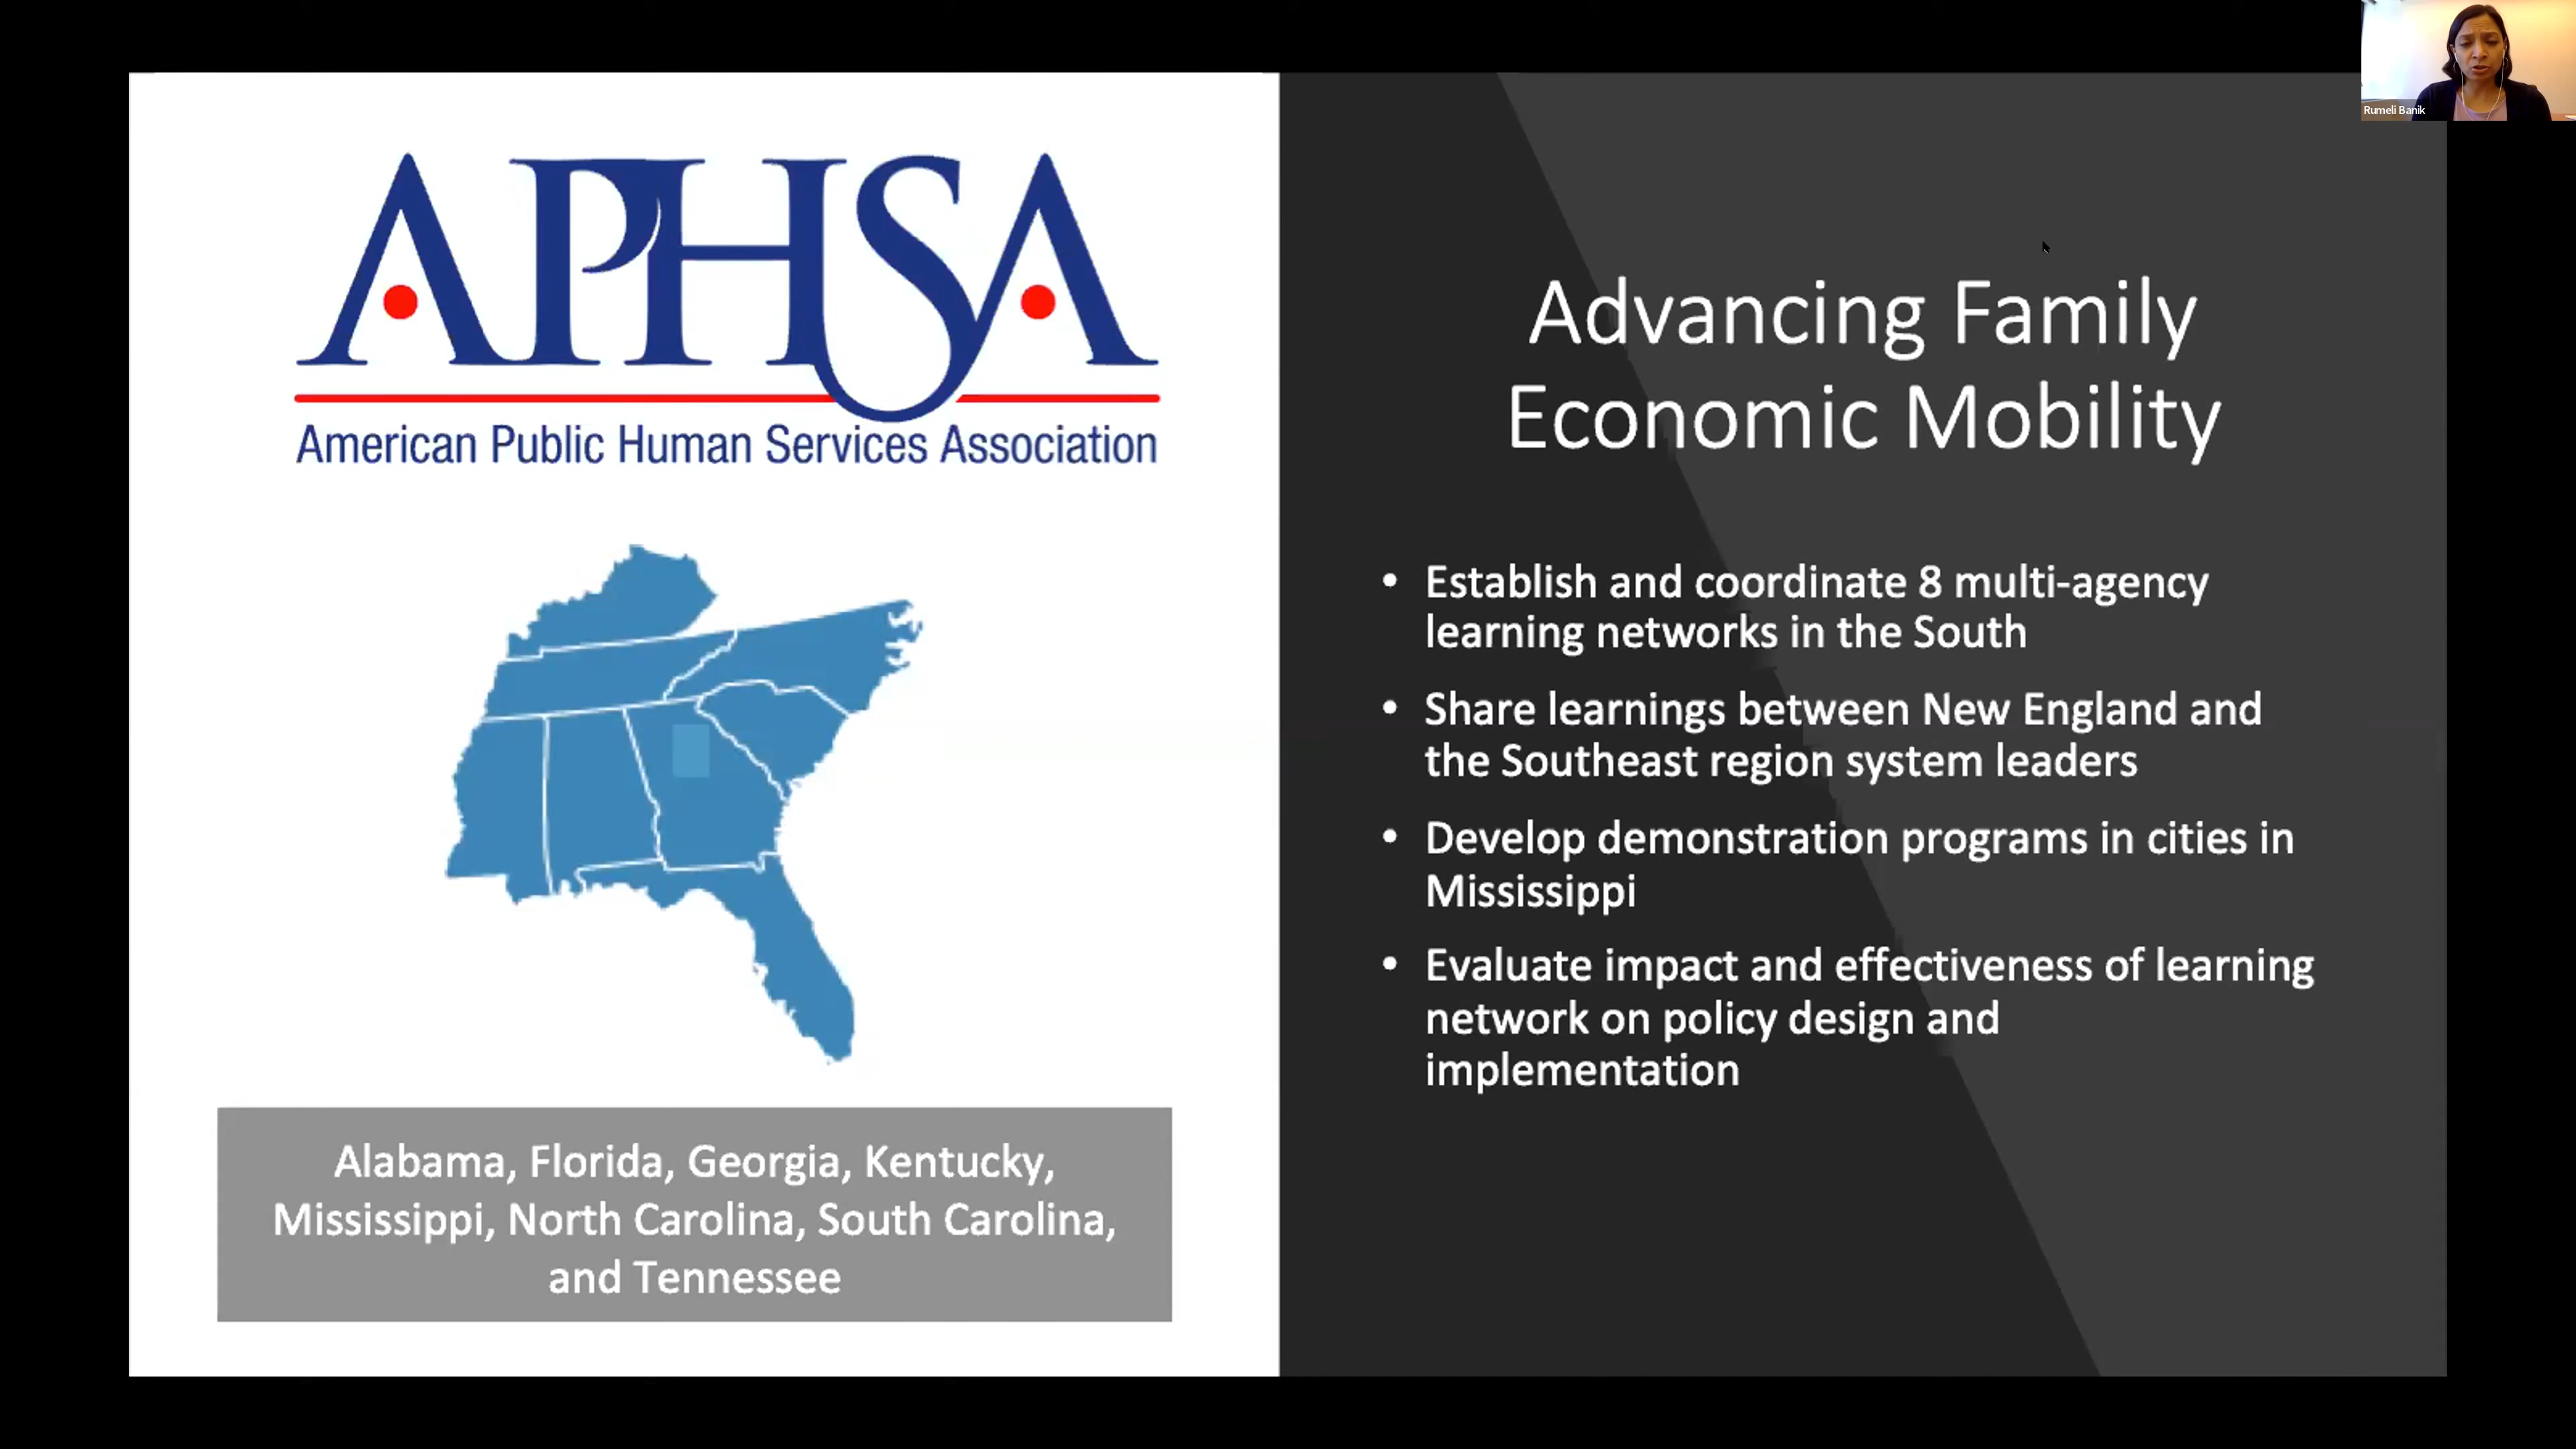 Rumeli Banik
APHSA
American Public Human Services Association
Alabama, Florida, Georgia, Kentucky,
Mississippi, North Carolina, South Carolina,
and Tennessee
Advancing Family
Economic Mobility
• Establish and coordinate 8 multi-agency
learning networks in the South
• Share learnings between New England and
the Southeast region system leaders
• Develop demonstration programs in cities in
Mississippi
• Evaluate impact and effectiveness of learning
network on policy design and
implementation